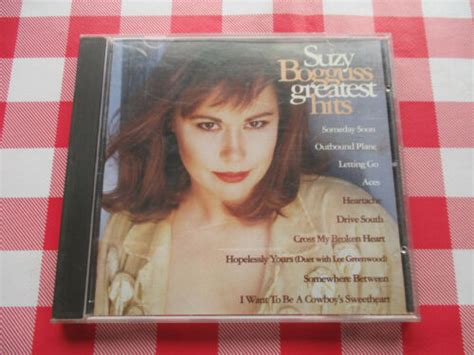 Suzy
Bogguss
greatest
hits
Someday Soon
Outbound Plane
Letting Go
Aces
Heartache
Drive South
Cross My Broken Heart
Hopelessly Yours (Duet with Lee Greenwood)
Somewhere Between
I Want To Be A Cowboy's Sweetheart